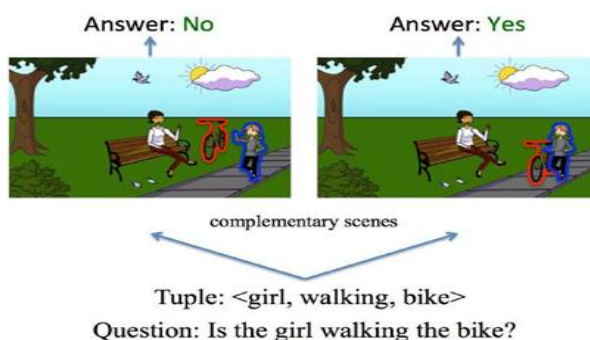 Answer: No
Answer: Yes
complementary scenes
Tuple: <girl, walking, bike>
Question: Is the girl walking the bike?